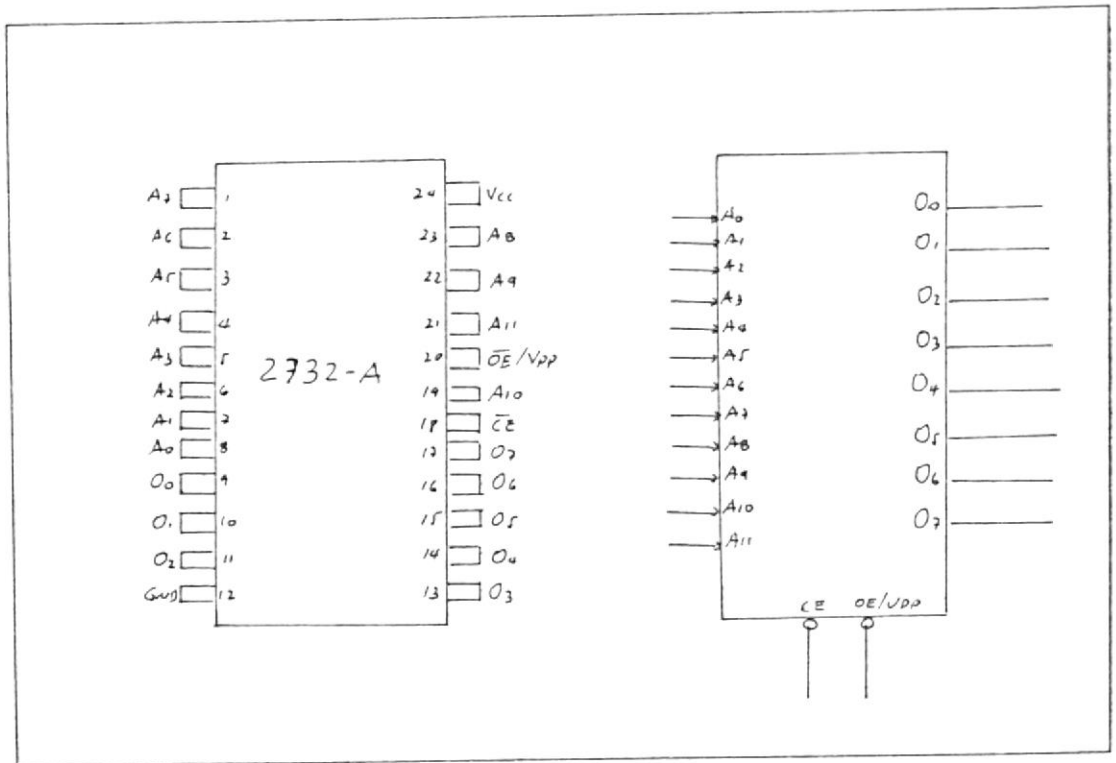 A7 1
A6 2
A5 3
A4 4
A3 5
A2 6
A1 7
A0 8
O0 9
O1 10
O2 11
GND 12
2732-A
24 Vcc
23 A8
22 A9
21 A11
20 O̅E̅/Vpp
19 A10
18 C̅E̅
17 O7
16 O6
15 O5
14 O4
13 O3
A0
A1
A2
A3
A4
A5
A6
A7
A8
A9
A10
A11
O0
O1
O2
O3
O4
O5
O6
O7
CE OE/Vpp